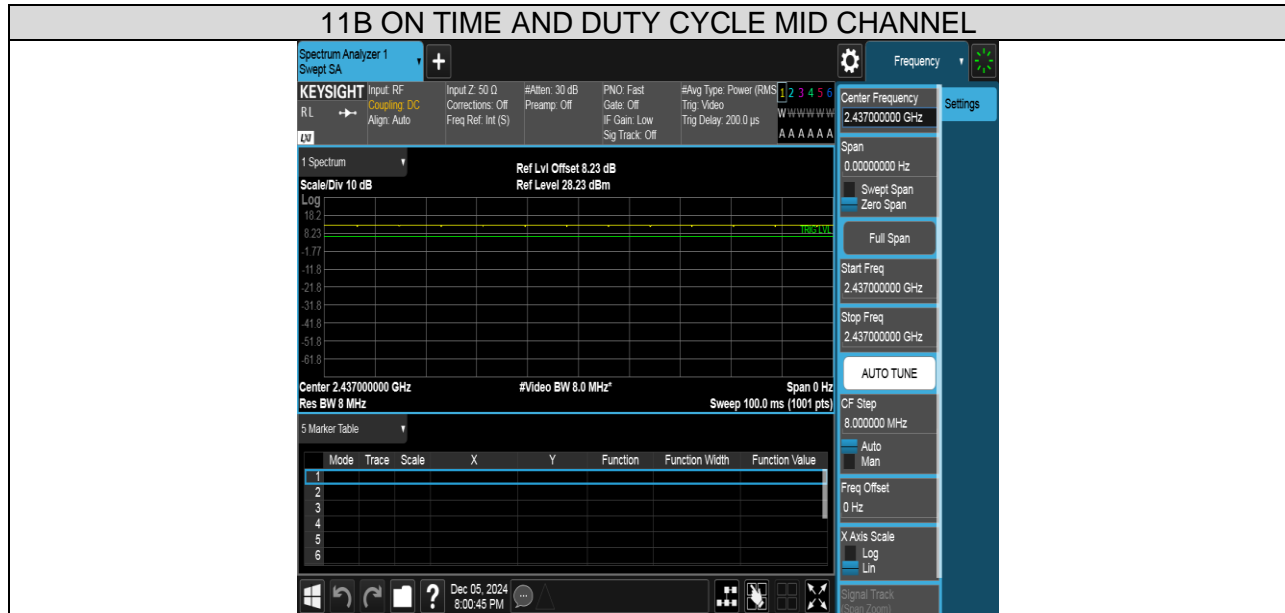 11B ON TIME AND DUTY CYCLE MID CHANNEL
Spectrum Analyzer 1
Swept SA
+
Frequency
KEYSIGHT
RL
LXI
Input: RF
Coupling: DC
Align: Auto
Input Z: 50 Ω
Corrections: Off
Freq Ref: Int (S)
#Atten: 30 dB
Preamp: Off
PNO: Fast
Gate: Off
IF Gain: Low
Sig Track: Off
#Avg Type: Power (RMS
Trig: Video
Trig Delay: 200.0 µs
1 2 3 4 5 6
W W W W W W
A A A A A A
Center Frequency
2.437000000 GHz
Settings
Span
0.00000000 Hz
Swept Span
Zero Span
Full Span
Start Freq
2.437000000 GHz
Stop Freq
2.437000000 GHz
AUTO TUNE
CF Step
8.000000 MHz
Auto
Man
Freq Offset
0 Hz
X Axis Scale
Log
Lin
Signal Track
(Span Zoom)
1 Spectrum
Scale/Div 10 dB
Ref Lvl Offset 8.23 dB
Ref Level 28.23 dBm
Log
18.2
8.23
-1.77
-11.8
-21.8
-31.8
-41.8
-51.8
-61.8
TRIG LVL
Center 2.437000000 GHz
#Video BW 8.0 MHz*
Span 0 Hz
Res BW 8 MHz
Sweep 100.0 ms (1001 pts)
5 Marker Table
Mode Trace Scale X Y Function Function Width Function Value
1
2
3
4
5
6
?
Dec 05, 2024
8:00:45 PM